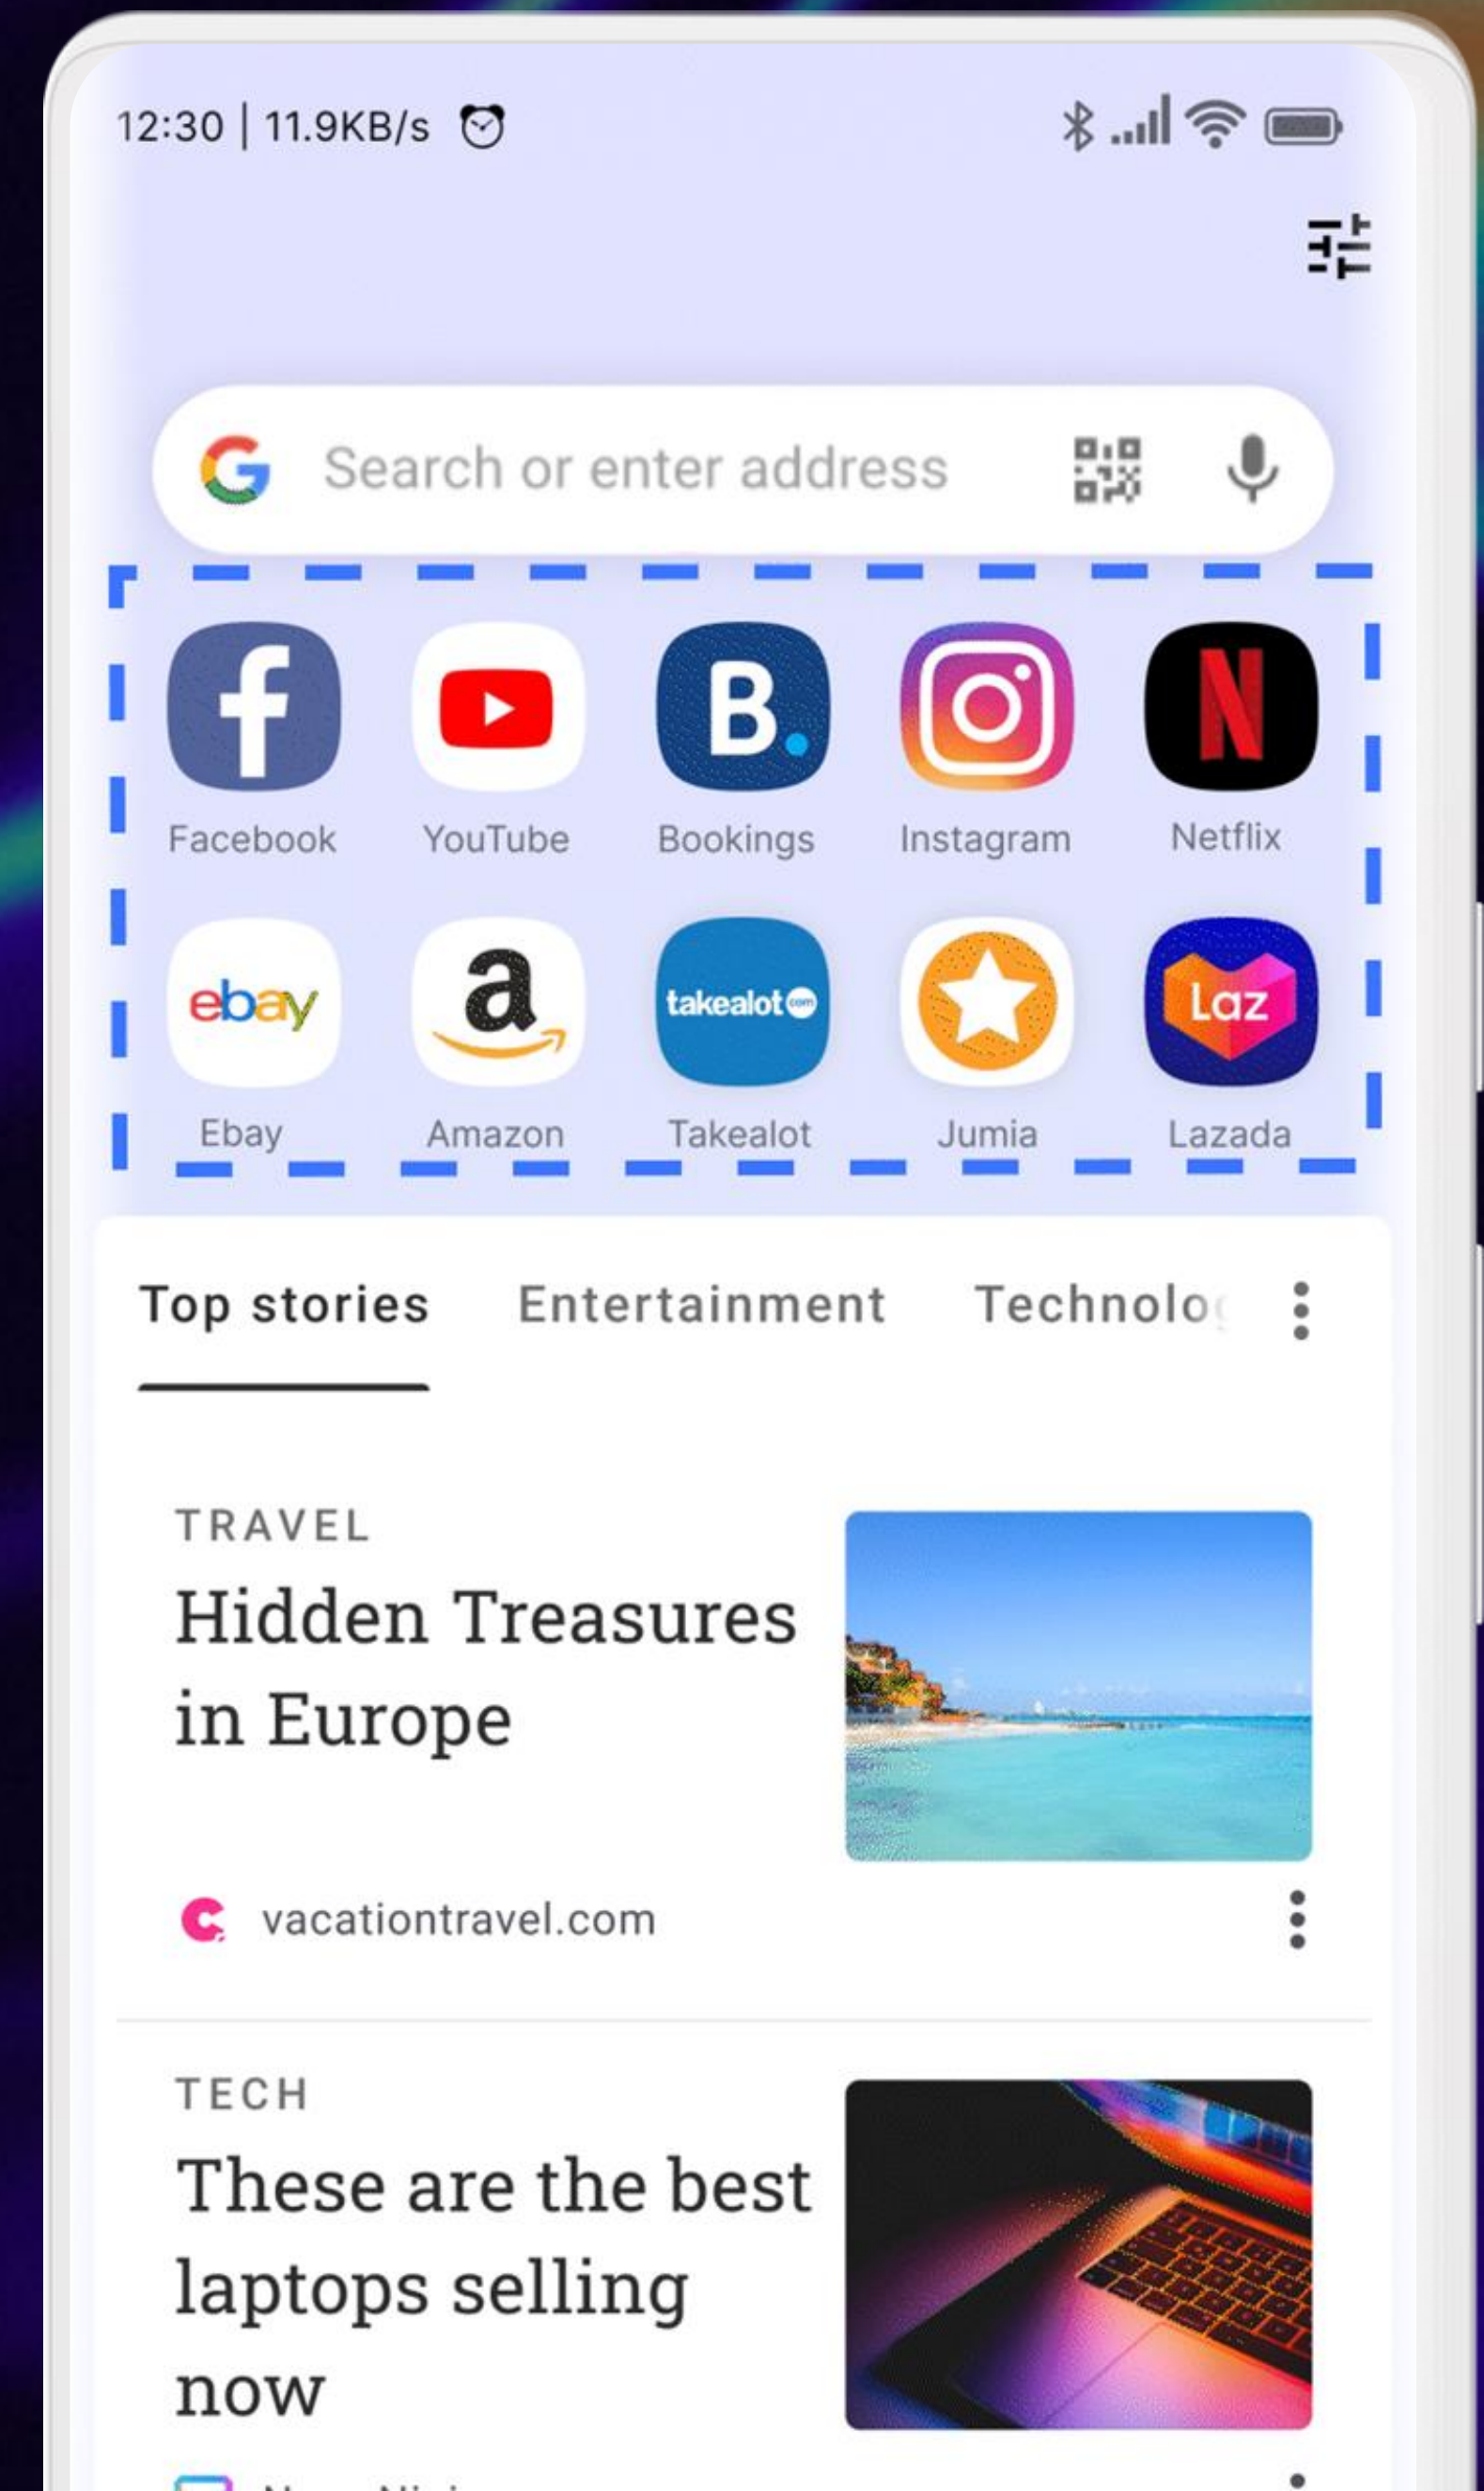 12:30 | 11.9KB/s
Search or enter address
B.
N
Facebook YouTube Bookings Instagram Netflix
ebay a takealot com Laz
Ebay Amazon Takealot Jumia Lazada
Top stories Entertainment
TRAVEL
Hidden Treasures
in Europe
vacationtravel.com
TECH
These are the best
laptops selling
now